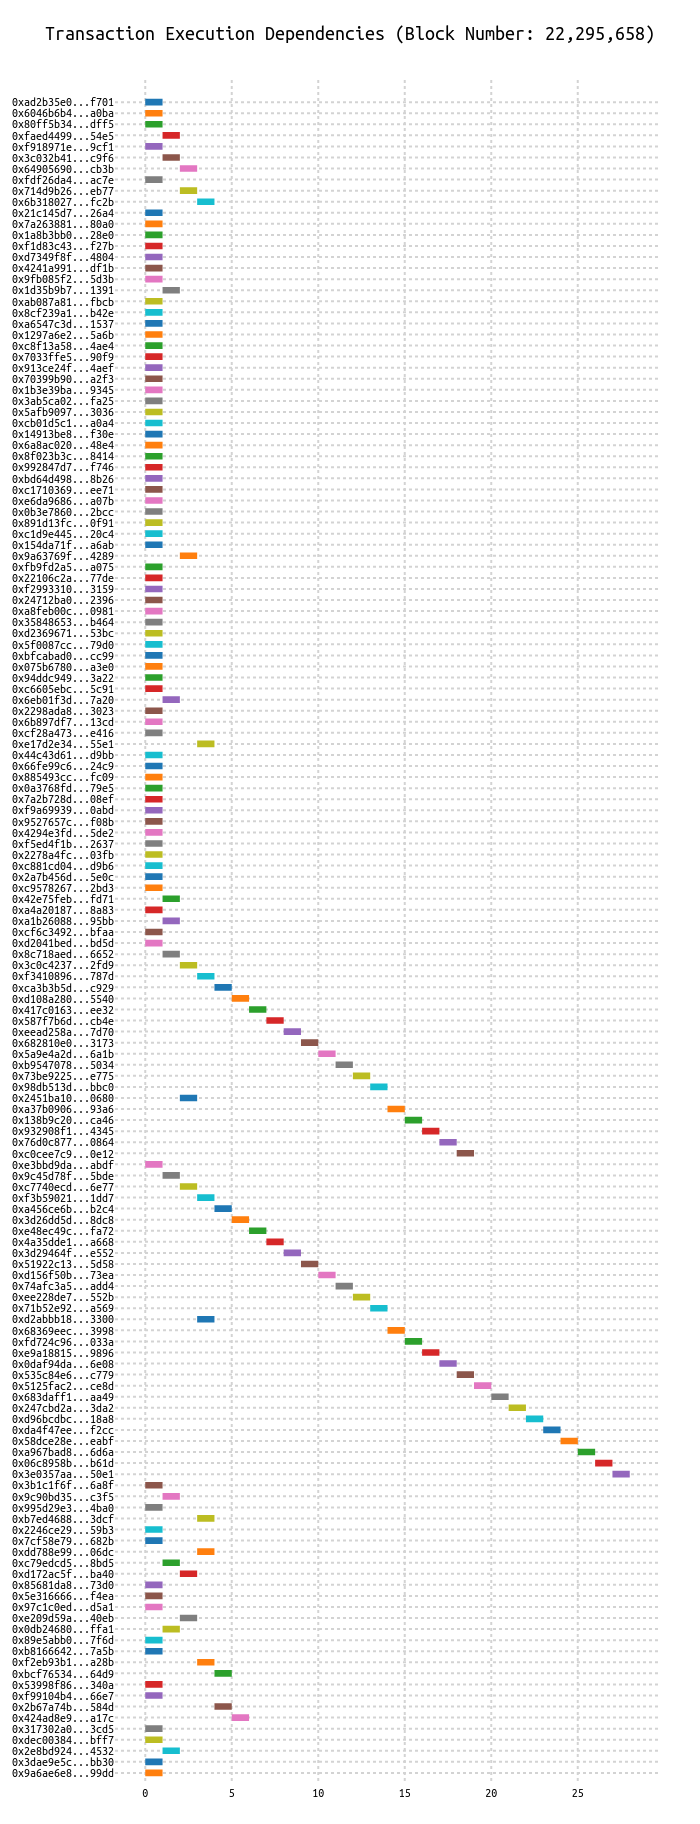 Transaction Execution Dependencies (Block Number: 22,295,658)
0xad2b35e0...f701
0x6046b6b4...a0ba
0x80ff5b34...dff5
0xfaed4499...54e5
0xf918971e...9cf1
0x3c032b41...c9f6
0x64905690...cb3b
0xfdf26da4...ac7e
0x714d9b26...eb77
0x6b318027...fc2b
0x21c145d7...26a4
0x7a263881...80a0
0x1a8b3bb0...28e0
0xf1d83c43...f27b
0xd7349f8f...4804
0x4241a991...df1b
0x9fb085f2...5d3b
0x1d35b9b7...1391
0xab087a81...fbcb
0x8cf239a1...b42e
0xa6547c3d...1537
0x1297a6e2...5a6b
0xc8f13a58...4ae4
0x7033ffe5...90f9
0x913ce24f...4aef
0x70399b90...a2f3
0x1b3e39ba...9345
0x3ab5ca02...fa25
0x5afb9097...3036
0xcb01d5c1...a0a4
0x14913be8...f30e
0x6a8ac020...48e4
0x8f023b3c...8414
0x992847d7...f746
0xbd64d498...8b26
0xc1710369...ee71
0xe6da9686...a07b
0x0b3e7860...2bcc
0x891d13fc...0f91
0xc1d9e445...20c4
0x154da71f...a6ab
0x9a63769f...4289
0xfb9fd2a5...a075
0x22106c2a...77de
0xf2993310...3159
0x24712ba0...2396
0xa8feb00c...0981
0x35848653...b464
0xd2369671...53bc
0x5f0087cc...79d0
0xbfcabad0...cc99
0x075b6780...a3e0
0x94ddc949...3a22
0xc6605ebc...5c91
0x6eb01f3d...7a20
0x2298ada8...3023
0x6b897df7...13cd
0xcf28a473...e416
0xe17d2e34...55e1
0x44c43d61...d9bb
0x66fe99c6...24c9
0x885493cc...fc09
0x0a3768fd...79e5
0x7a2b728d...08ef
0xf9a69939...0abd
0x9527657c...f08b
0x4294e3fd...5de2
0xf5ed4f1b...2637
0x2278a4fc...03fb
0xc881cd04...d9b6
0x2a7b456d...5e0c
0xc9578267...2bd3
0x42e75feb...fd71
0xa4a20187...8a83
0xa1b26088...95bb
0xcf6c3492...bfaa
0xd2041bed...bd5d
0x8c718aed...6652
0x3c0c4237...2fd9
0xf3410896...787d
0xca3b3b5d...c929
0xd108a280...5540
0x417c0163...ee32
0x587f7b6d...cb4e
0xeead258a...7d70
0x682810e0...3173
0x5a9e4a2d...6a1b
0xb9547078...5034
0x73be9225...e775
0x98db513d...bbc0
0x2451ba10...0680
0xa37b0906...93a6
0x138b9c20...ca46
0x932908f1...4345
0x76d0c877...0864
0xc0cee7c9...0e12
0xe3bbd9da...abdf
0x9c45d78f...5bde
0xc7740ecd...6e77
0xf3b59021...1dd7
0xa456ce6b...b2c4
0x3d26dd5d...8dc8
0xe48ec49c...fa72
0x4a35dde1...a668
0x3d29464f...e552
0x51922c13...5d58
0xd156f50b...73ea
0x74afc3a5...add4
0xee228de7...552b
0x71b52e92...a569
0xd2abbb18...3300
0x68369eec...3998
0xfd724c96...033a
0xe9a18815...9896
0x0daf94da...6e08
0x535c84e6...c779
0x5125fac2...ce8d
0x683daff1...aa49
0x247cbd2a...3da2
0xd96bcdbc...18a8
0xda4f47ee...f2cc
0x58dce28e...eabf
0xa967bad8...6d6a
0x06c8958b...b61d
0x3e0357aa...50e1
0x3b1c1f6f...6a8f
0x9c90bd35...c3f5
0x995d29e3...4ba0
0xb7ed4688...3dcf
0x2246ce29...59b3
0x7cf58e79...682b
0xdd788e99...06dc
0xc79edcd5...8bd5
0xd172ac5f...ba40
0x85681da8...73d0
0x5e316666...f4ea
0x97c1c0ed...d5a1
0xe209d59a...40eb
0x0db24680...ffa1
0x89e5abb0...7f6d
0xb8166642...7a5b
0xf2eb93b1...a28b
0xbcf76534...64d9
0x53998f86...340a
0xf99104b4...66e7
0x2b67a74b...584d
0x424ad8e9...a17c
0x317302a0...3cd5
0xdec00384...bff7
0x2e8bd924...4532
0x3dae9e5c...bb30
0x9a6ae6e8...99dd
0 5 10 15 20 25